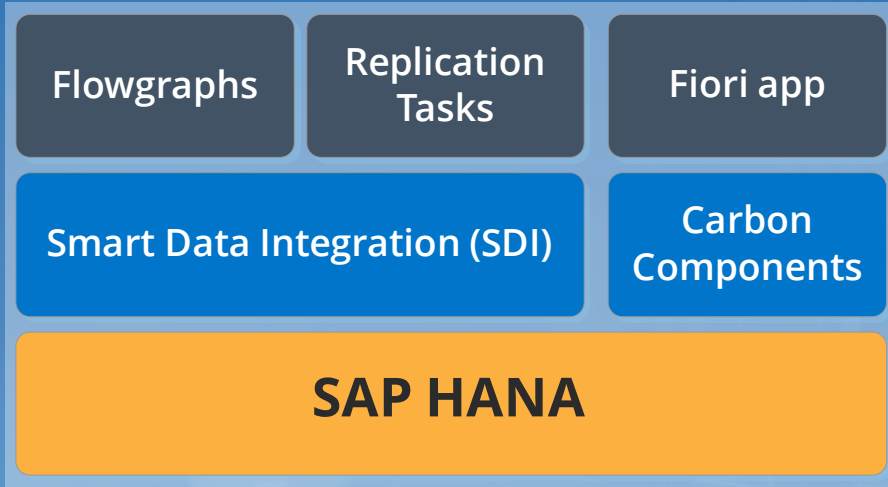 Flowgraphs
Replication
Tasks
Fiori app
Smart Data Integration (SDI)
Carbon
Components
SAP HANA